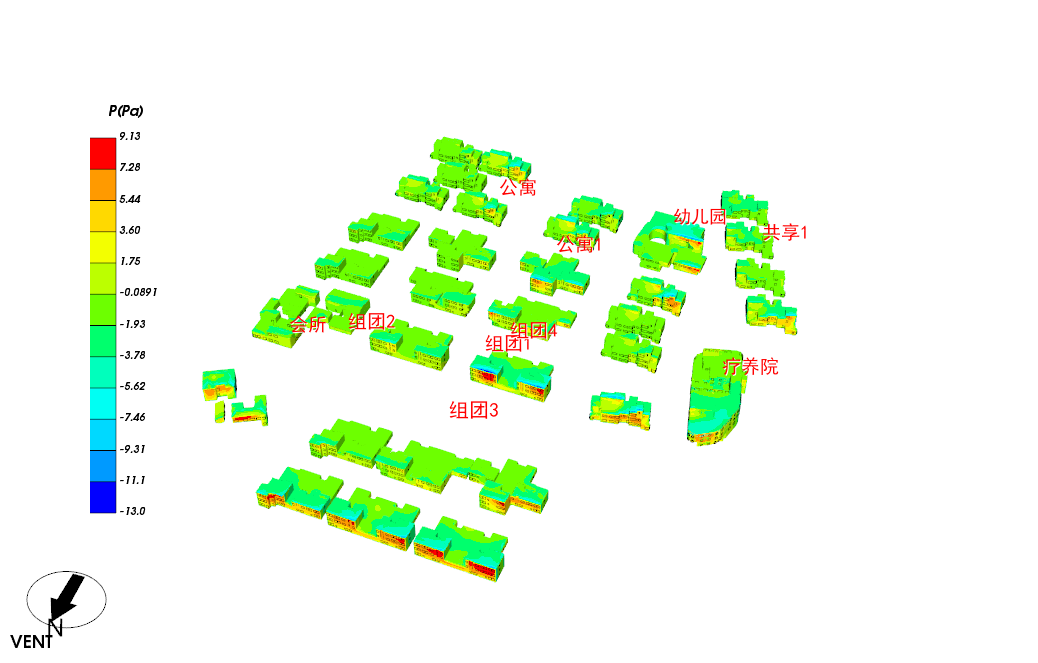 P(Pa)
9.13
7.28
5.44
3.60
1.75
-0.0891
-1.93
-3.78
-5.62
-7.46
-9.31
-11.1
-13.0
公寓
幼儿园
共享1
公寓1
会所
组团2
组团4
组团1
疗养院
组团3
N
VENT